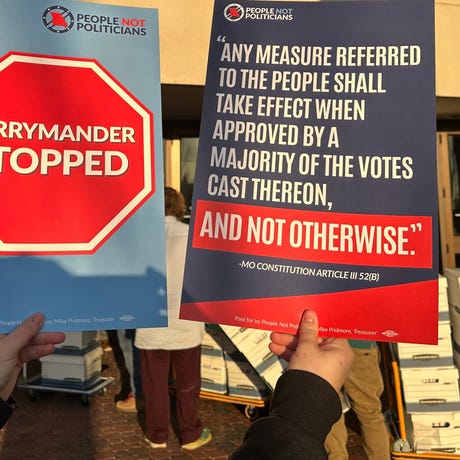 PEOPLE NOT
POLITICIANS
RRYMANDER
TOPPED
People Not Politicians, Mike Pridmore, Treasurer
PEOPLE NOT
POLITICIANS
“ANY MEASURE REFERRED
TO THE PEOPLE SHALL
TAKE EFFECT WHEN
APPROVED BY A
MAJORITY OF THE VOTES
CAST THEREON,
AND NOT OTHERWISE.”
-MO CONSTITUTION ARTICLE III 52(B)
Paid for by People Not Pridmore, Treasurer